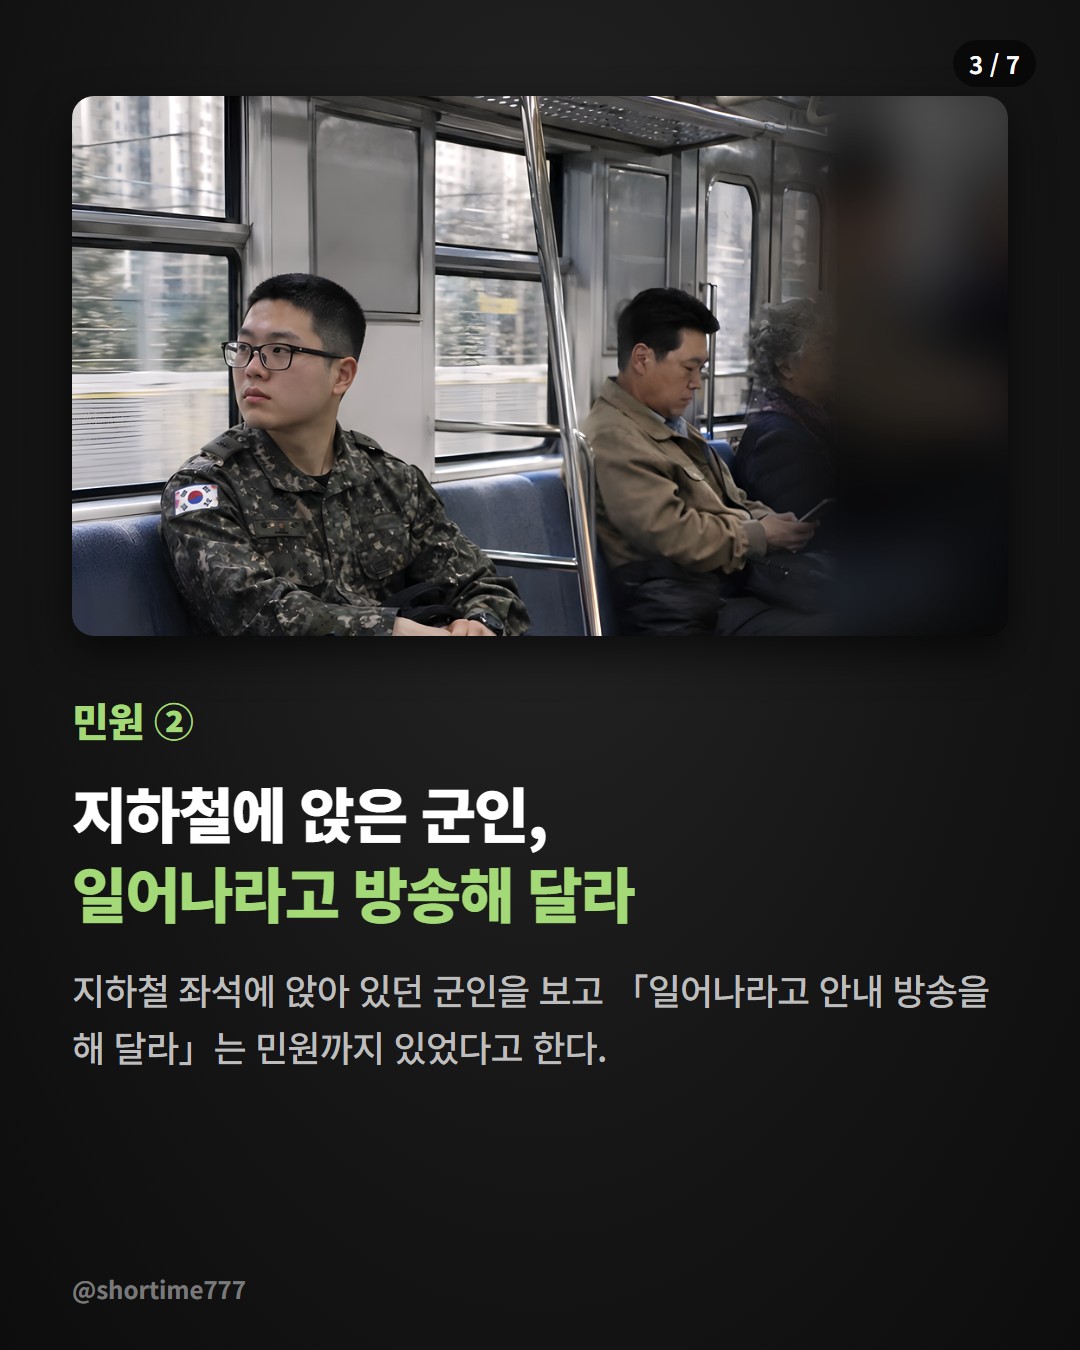 3 / 7
민원 ②
지하철에 앉은 군인,
일어나라고 방송해 달라
지하철 좌석에 앉아 있던 군인을 보고 「일어나라고 안내 방송을
해 달라」는 민원까지 있었다고 한다.
@shortime777